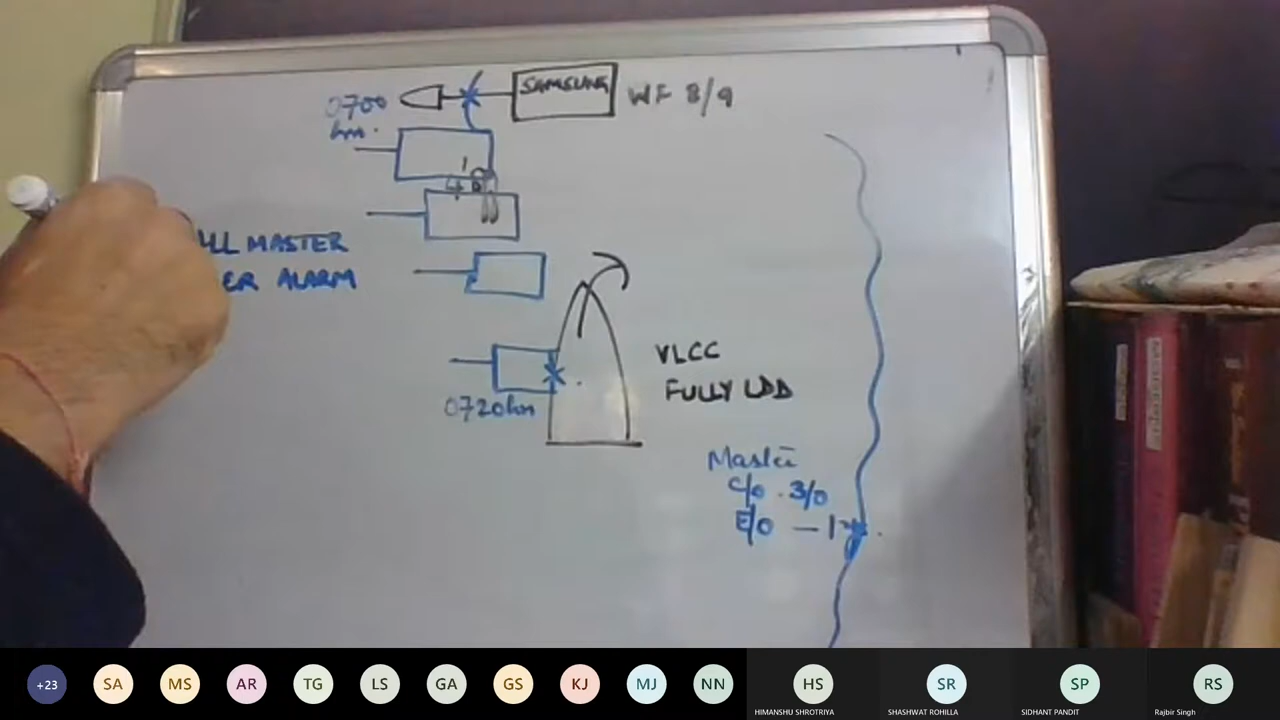 SAMSUNG WF 8/9
0700
hrs.
MASTER
ER ALARM
VLCC
FULLY LDD
0720hrs
Master
C/O . 3/O
E/O
+23 SA MS AR TG LS GA GS KJ MJ NN HS SR SP RS
HIMANSHU SHROTRIYA SHASHWAT ROHILLA SIDHANT PANDIT Rajbir Singh